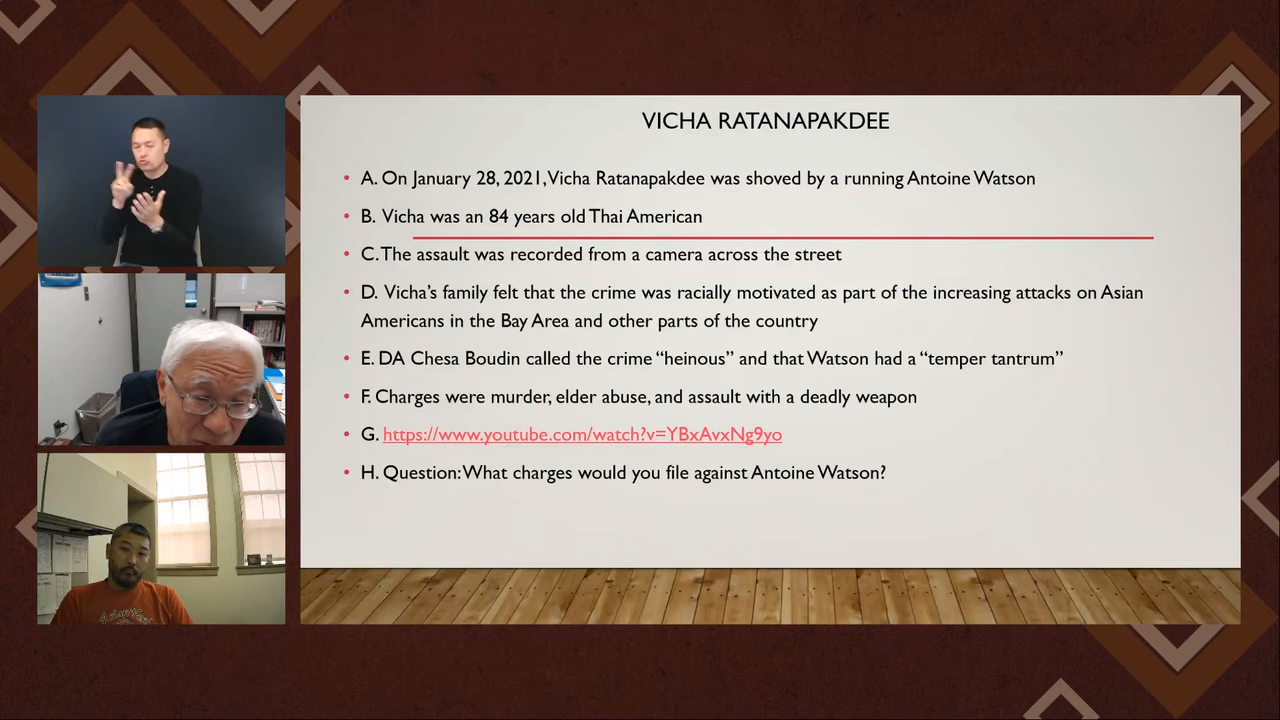 VICHA RATANAPAKDEE
• A. On January 28, 2021, Vicha Ratanapakdee was shoved by a running Antoine Watson
• B. Vicha was an 84 years old Thai American
• C. The assault was recorded from a camera across the street
• D. Vicha's family felt that the crime was racially motivated as part of the increasing attacks on Asian
Americans in the Bay Area and other parts of the country
• E. DA Chesa Boudin called the crime “heinous” and that Watson had a “temper tantrum”
• F. Charges were murder, elder abuse, and assault with a deadly weapon
• G. https://www.youtube.com/watch?v=YBxAvxNg9yo
• H. Question: What charges would you file against Antoine Watson?